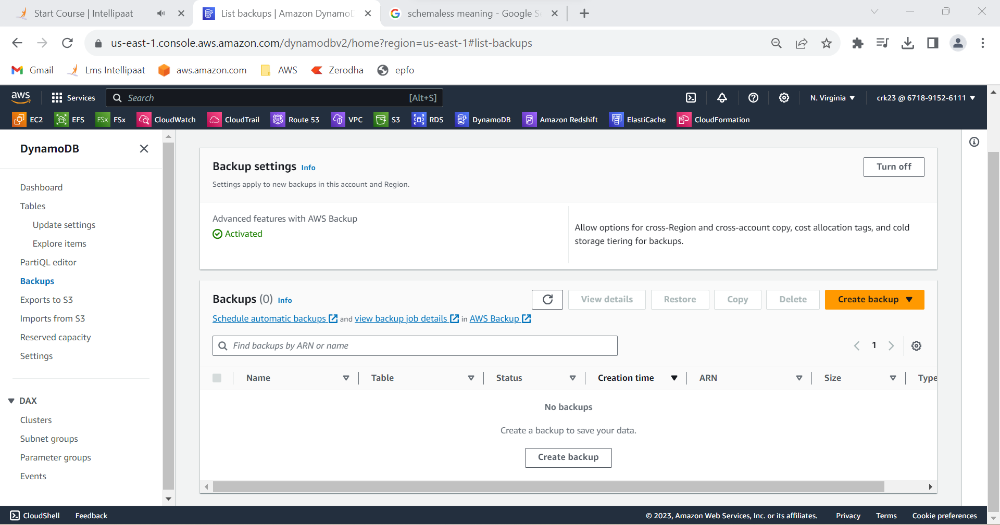 Start Course | Intellipaat
List backups | Amazon DynamoD
schemaless meaning - Google S
us-east-1.console.aws.amazon.com/dynamodbv2/home?region=us-east-1#list-backups
Gmail
Lms Intellipaat
aws.amazon.com
AWS
Zerodha
epfo
aws
Services
Search
[Alt+S]
N. Virginia
crk23 @ 6718-9152-6111
EC2
EFS
FSx
FSx
CloudWatch
CloudTrail
Route 53
VPC
S3
RDS
DynamoDB
Amazon Redshift
ElastiCache
CloudFormation
DynamoDB
Dashboard
Tables
Update settings
Explore items
PartiQL editor
Backups
Exports to S3
Imports from S3
Reserved capacity
Settings
DAX
Clusters
Subnet groups
Parameter groups
Events
Backup settings Info
Turn off
Settings apply to new backups in this account and Region.
Advanced features with AWS Backup
Activated
Allow options for cross-Region and cross-account copy, cost allocation tags, and cold
storage tiering for backups.
Backups (0) Info
View details
Restore
Copy
Delete
Create backup
Schedule automatic backups and view backup job details in AWS Backup
Find backups by ARN or name
1
Name
Table
Status
Creation time
ARN
Size
Type
No backups
Create a backup to save your data.
Create backup
CloudShell
Feedback
© 2023, Amazon Web Services, Inc. or its affiliates.
Privacy
Terms
Cookie preferences